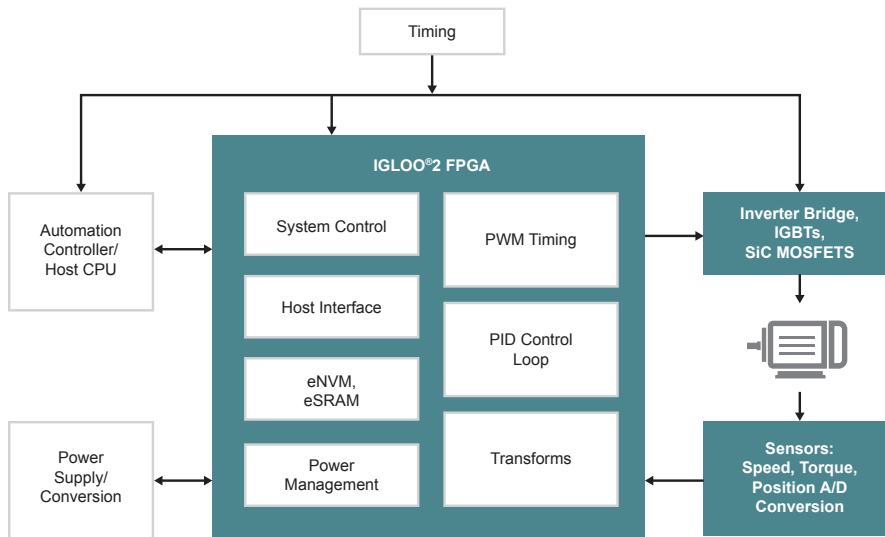 Timing
IGLOO®2 FPGA
Automation
Controller/
Host CPU
Power
Supply/
Conversion
System Control
Host Interface
eNVM,
eSRAM
Power
Management
PWM Timing
PID Control
Loop
Transforms
Inverter Bridge,
IGBTs,
SiC MOSFETS
Sensors:
Speed, Torque,
Position A/D
Conversion